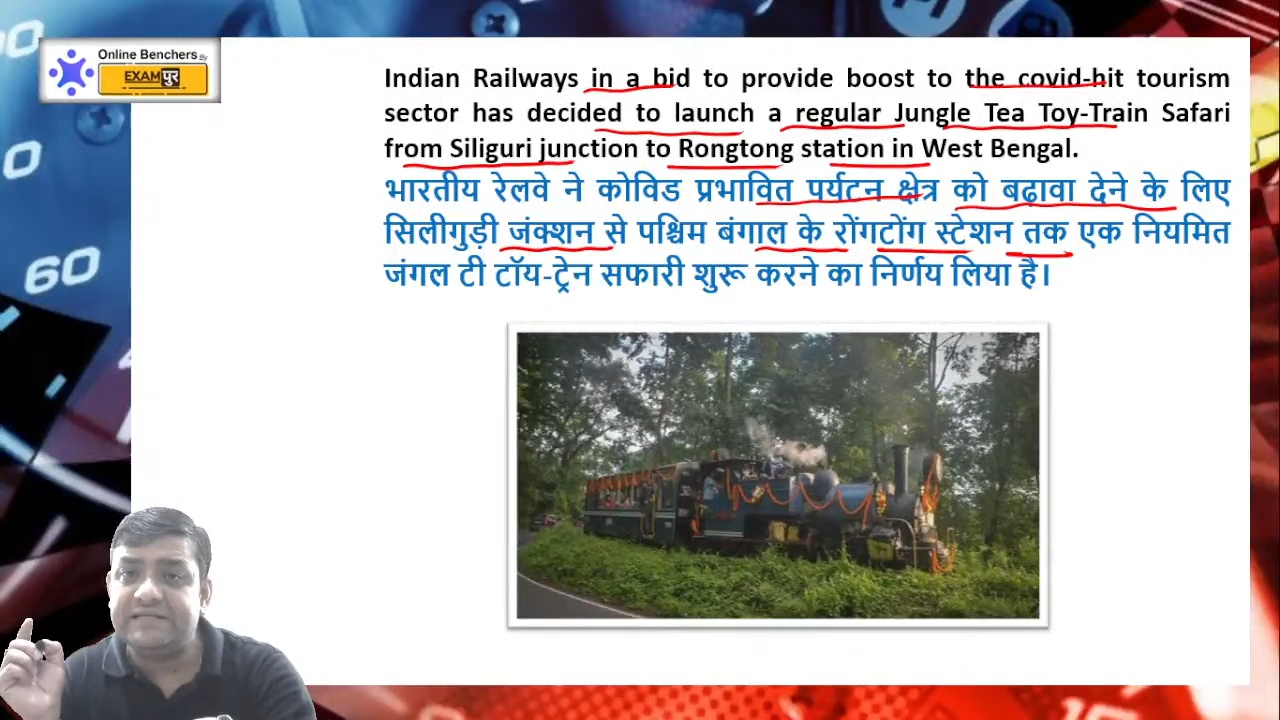 Online Benchers By
EXAMपुर
Indian Railways in a bid to provide boost to the covid-hit tourism
sector has decided to launch a regular Jungle Tea Toy-Train Safari
from Siliguri junction to Rongtong station in West Bengal.
भारतीय रेलवे ने कोविड प्रभावित पर्यटन क्षेत्र को बढ़ावा देने के लिए
सिलीगुड़ी जंक्शन से पश्चिम बंगाल के रोंगटोंग स्टेशन तक एक नियमित
जंगल टी टॉय-ट्रेन सफारी शुरू करने का निर्णय लिया है।
60